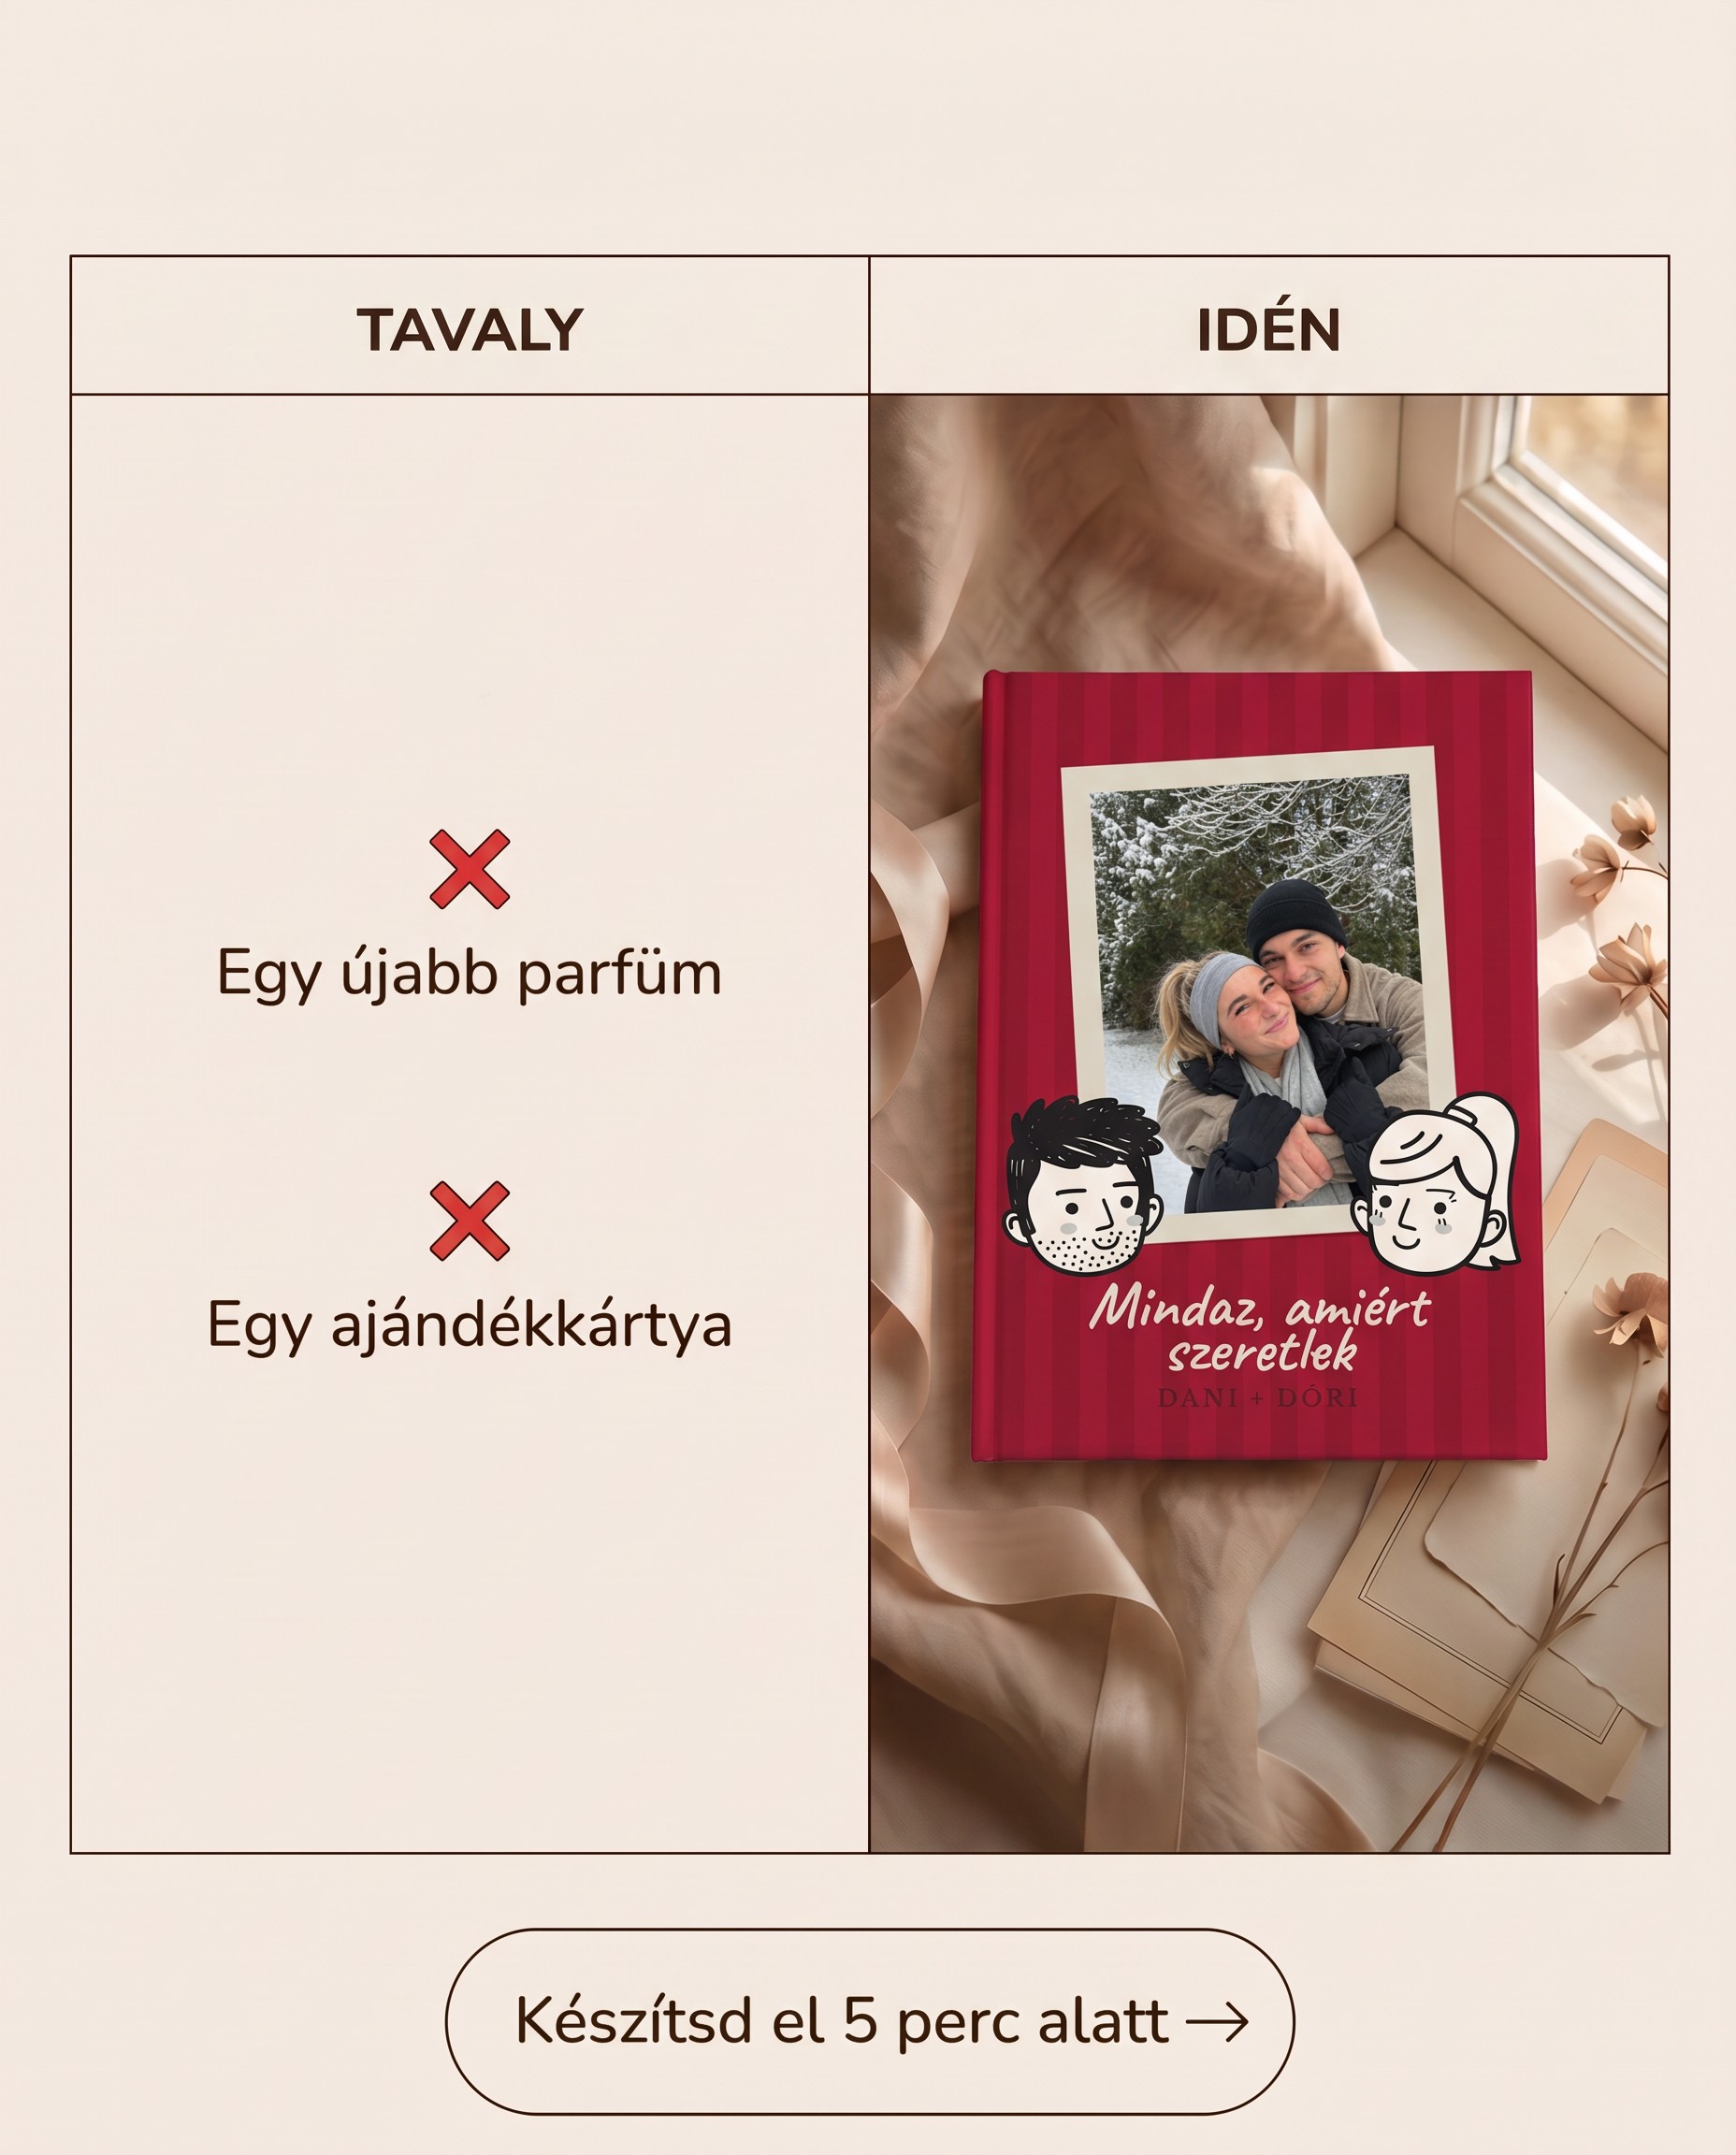 TAVALY
IDÉN
Egy újabb parfüm
Egy ajándékkártya
Mindaz, amiért
szeretlek
DANI + DÓRI
Készítsd el 5 perc alatt →